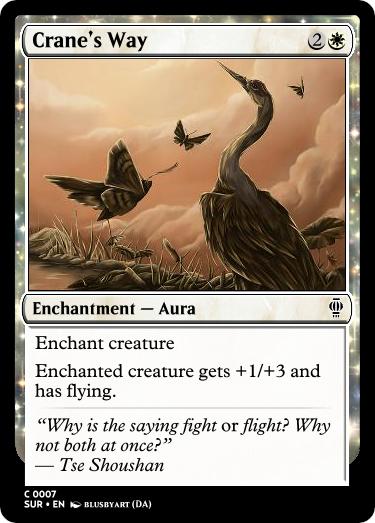 Crane's Way 2
Enchantment — Aura
Enchant creature
Enchanted creature gets +1/+3 and
has flying.
“Why is the saying fight or flight? Why
not both at once?”
— Tse Shoushan
C 0007
SUR • EN BLUSBYART (DA)